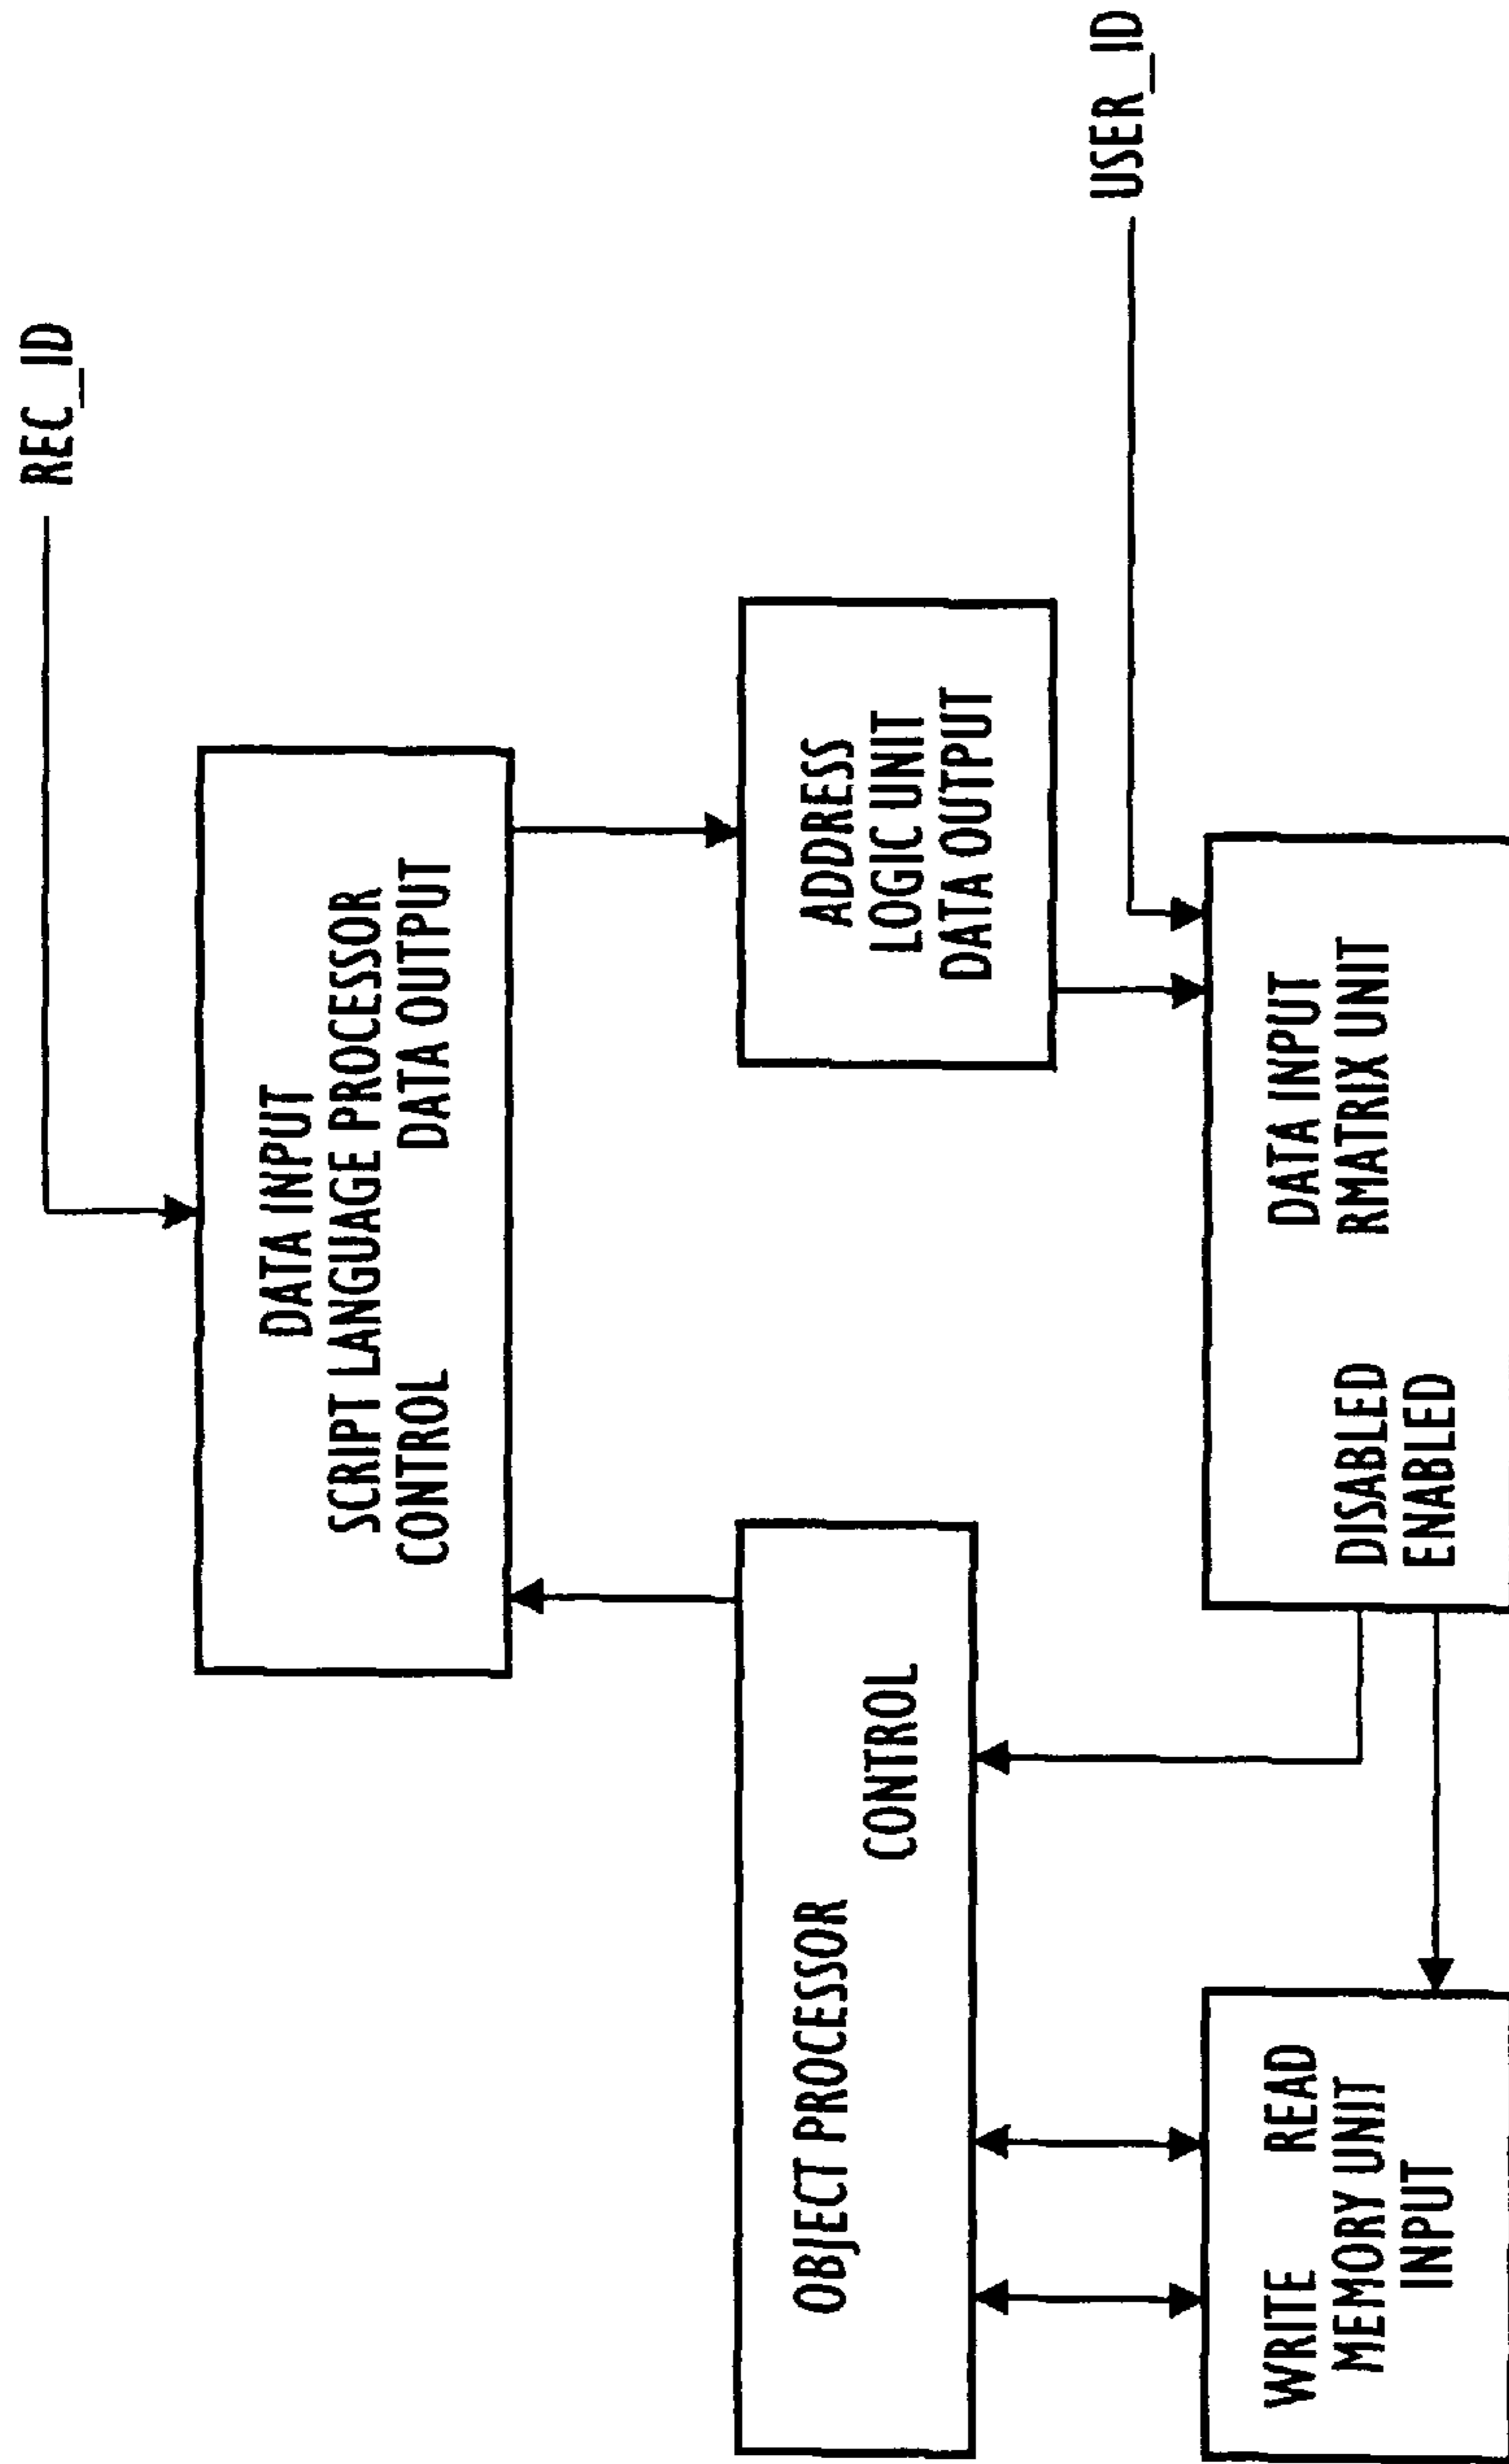 REC_ID
DATA INPUT
SCRIPT LANGUAGE PROCESSOR
CONTROL DATA OUTPUT
OBJECT PROCESSOR
CONTROL
ADDRESS
LOGIC UNIT
DATA OUTPUT
USER_ID
WRITE READ
MEMORY UNIT
INPUT
DATA INPUT
DISABLED RMATRIX UNIT
ENABLED